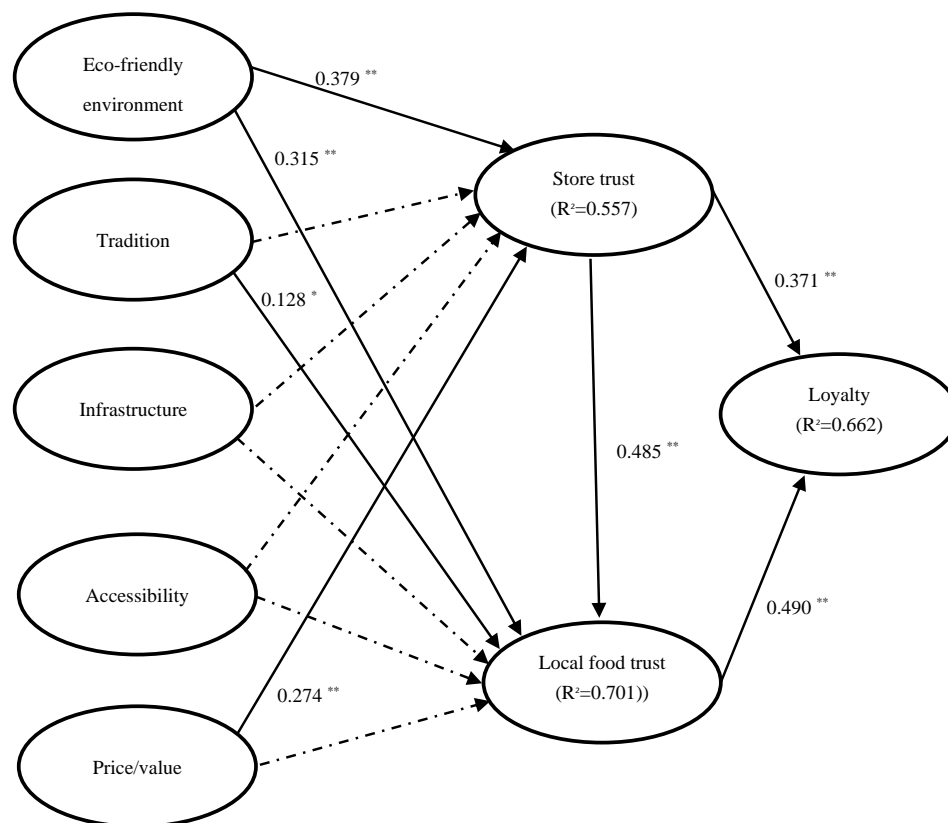 Eco-friendly
environment
0.379 **
0.315 **
Store trust
(R²=0.557)
Tradition
0.128 *
0.371 **
Infrastructure
Loyalty
(R²=0.662)
0.485 **
Accessibility
0.490 **
Local food trust
(R²=0.701))
0.274 **
Price/value